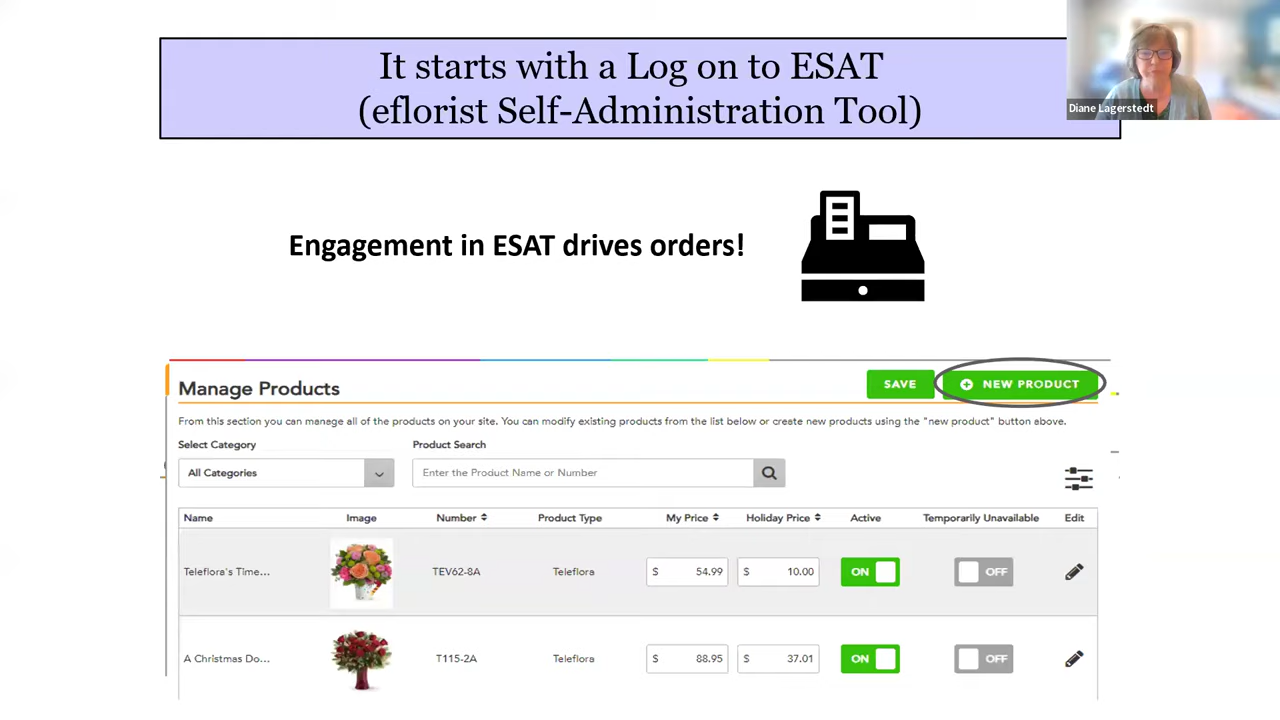 It starts with a Log on to ESAT
(eflorist Self-Administration Tool)
Diane Lagerstedt
Engagement in ESAT drives orders!
Manage Products
SAVE
NEW PRODUCT
From this section you can manage all of the products on your site. You can modify existing products from the list below or create new products using the "new product" button above.
Select Category
Product Search
All Categories
Enter the Product Name or Number
Name Image Number Product Type My Price Holiday Price Active Temporarily Unavailable Edit
Teleflora's Time... TEV62-8A Teleflora $ 54.99 $ 10.00 ON OFF
A Christmas Do... T115-2A Teleflora $ 88.95 $ 37.01 ON OFF